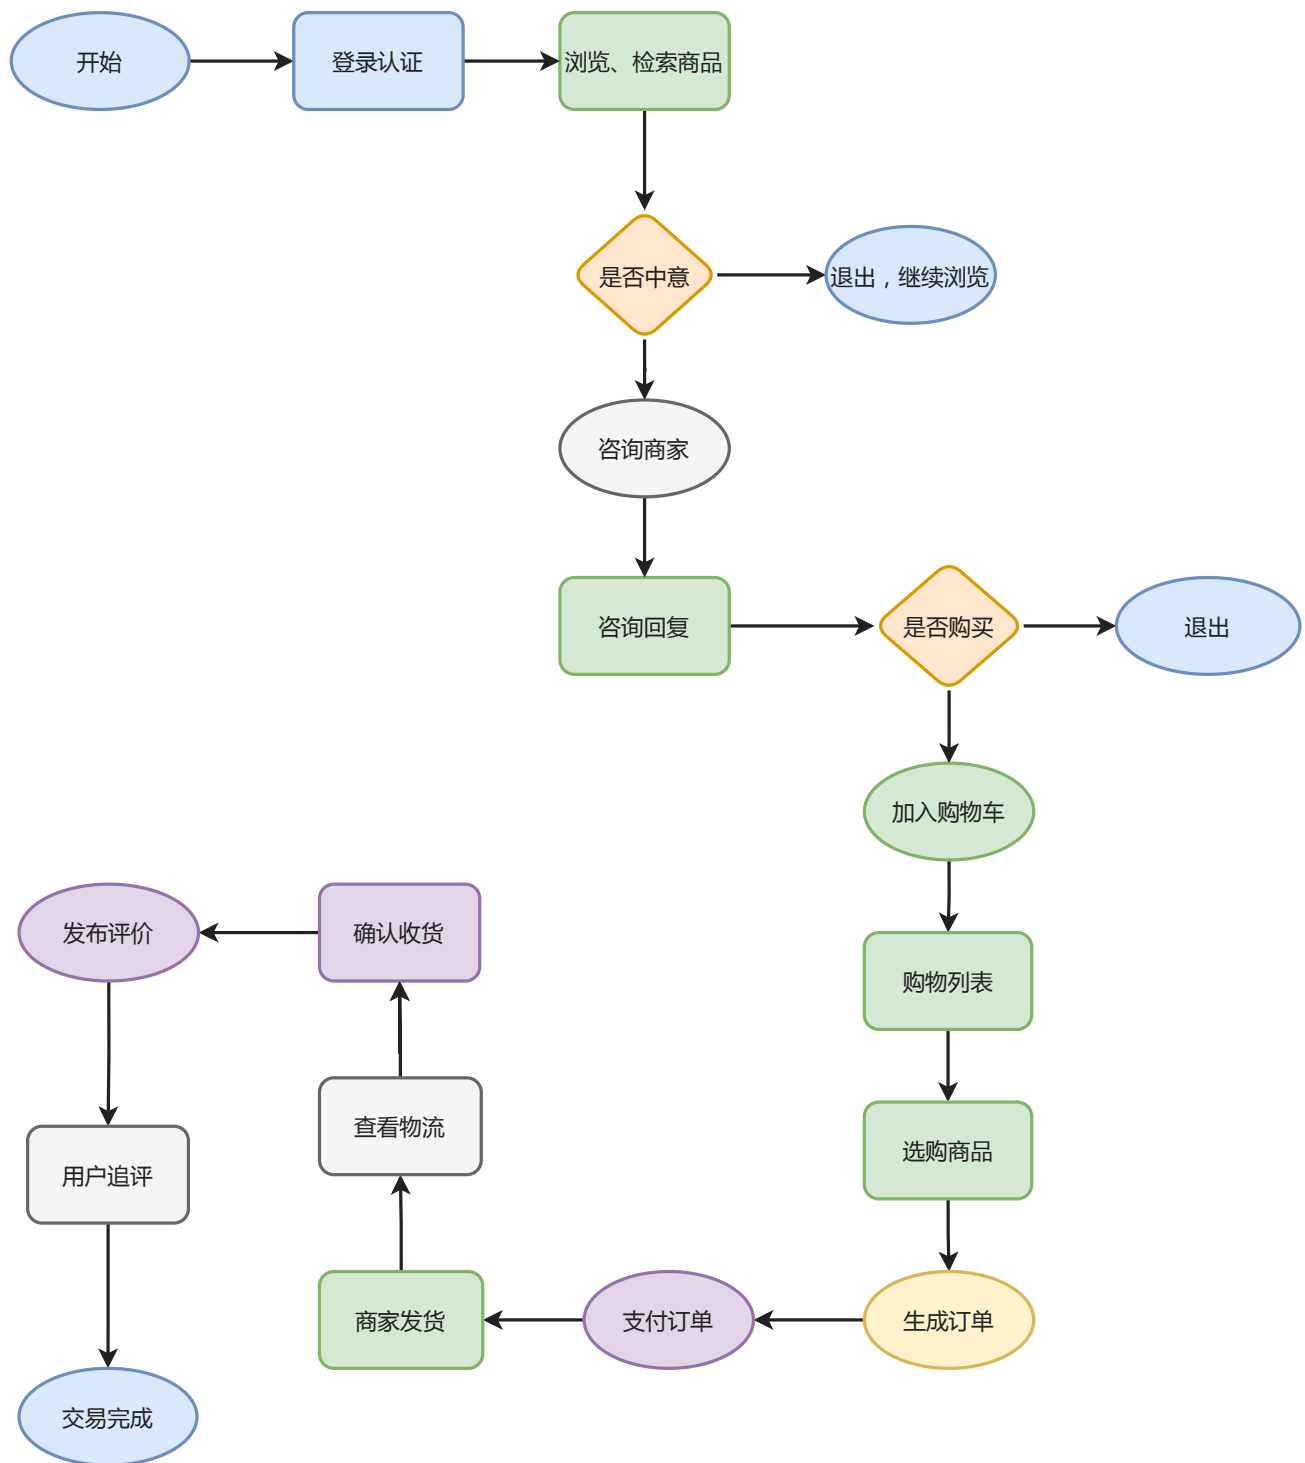 开始
登录认证
浏览、检索商品
是否中意
退出，继续浏览
咨询商家
咨询回复
是否购买
退出
加入购物车
购物列表
选购商品
生成订单
支付订单
商家发货
查看物流
确认收货
发布评价
用户追评
交易完成